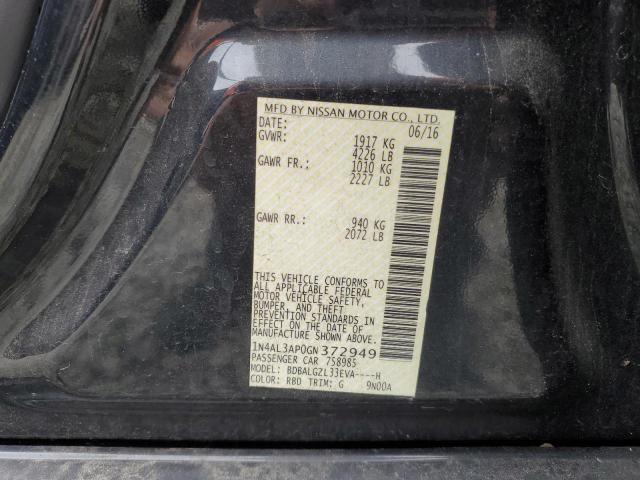 MFD BY NISSAN MOTOR CO., LTD.
DATE: 06/16
GVWR: 1917 KG
4226 LB
GAWR FR.: 1010 KG
2227 LB
GAWR RR.: 940 KG
2072 LB
THIS VEHICLE CONFORMS TO
ALL APPLICABLE FEDERAL
MOTOR VEHICLE SAFETY,
BUMPER, AND THEFT
PREVENTION STANDARDS IN
EFFECT ON THE DATE OF
MANUFACTURE SHOWN ABOVE.
1N4AL3AP0GN372949
PASSENGER CAR 758985
MODEL: BDBALGZL33EVA----H
COLOR: RBD TRIM: G 9N00A